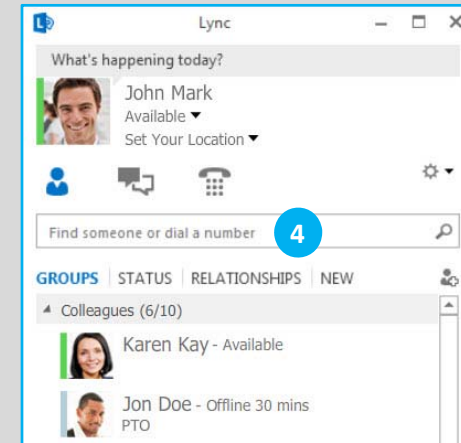 Lync
What's happening today?
John Mark
Available
Set Your Location
Find someone or dial a number 4
GROUPS STATUS RELATIONSHIPS NEW
Colleagues (6/10)
Karen Kay - Available
Jon Doe - Offline 30 mins
PTO